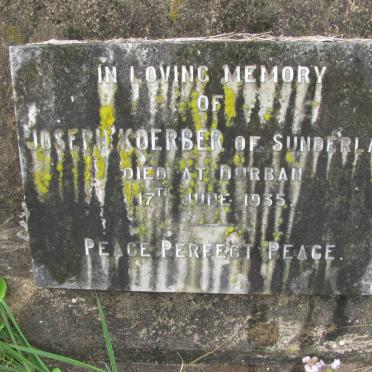 IN LOVING MEMORY
OF
JOSEPH KOERBER OF SUNDERLA
DIED AT DURBAN
17TH JUNE 1935.
PEACE PERFECT PEACE.